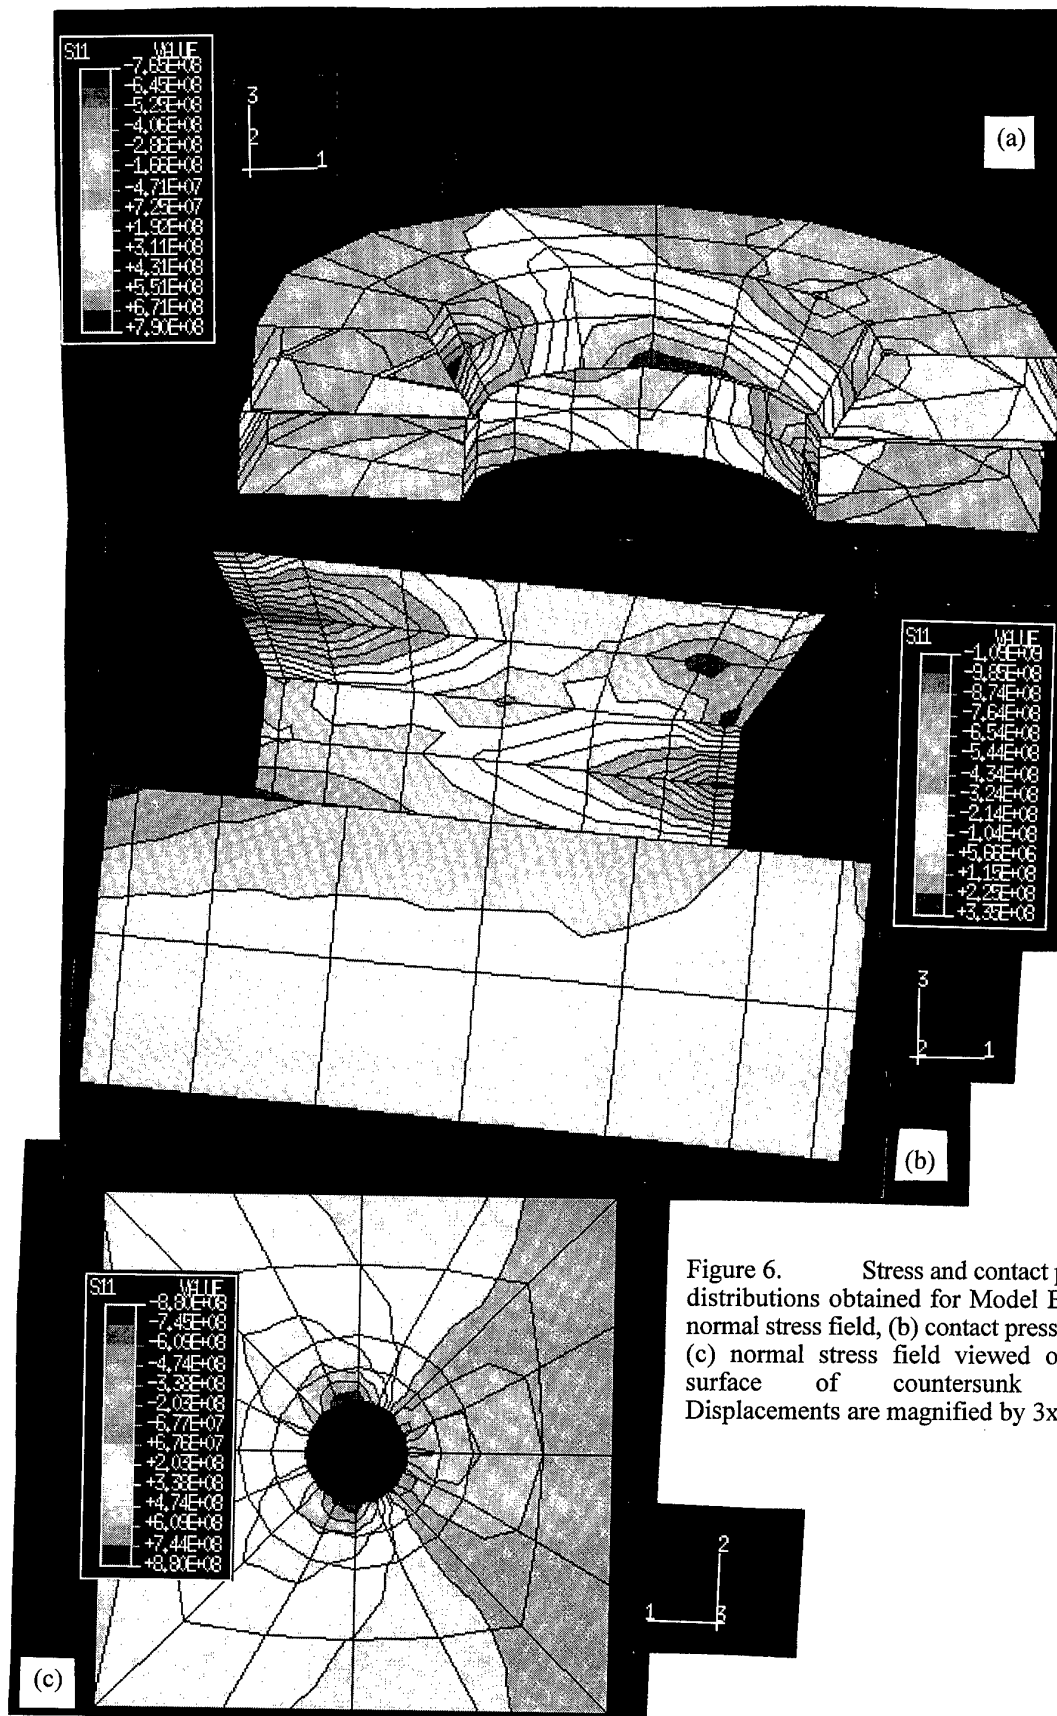 S11 VALUE
-7.65E+08
-6.45E+08
-5.25E+08
-4.06E+08
-2.86E+08
-1.66E+08
-4.71E+07
+7.25E+07
+1.92E+08
+3.11E+08
+4.31E+08
+5.51E+08
+6.71E+08
+7.90E+08
3
2
1
(a)
S11 VALUE
-1.09E+09
-9.85E+08
-8.74E+08
-7.64E+08
-6.54E+08
-5.44E+08
-4.34E+08
-3.24E+08
-2.14E+08
-1.04E+08
+5.66E+06
+1.15E+08
+2.25E+08
+3.35E+08
3
2 1
(b)
S11 VALUE
-8.80E+08
-7.45E+08
-6.09E+08
-4.74E+08
-3.38E+08
-2.03E+08
-6.77E+07
+6.76E+07
+2.03E+08
+3.38E+08
+4.74E+08
+6.09E+08
+7.44E+08
+8.80E+08
2
1 3
(c)
Figure 6. Stress and contact
distributions obtained for Model
normal stress field, (b) contact
(c) normal stress field viewed
surface of countersunk
Displacements are magnified by 3x